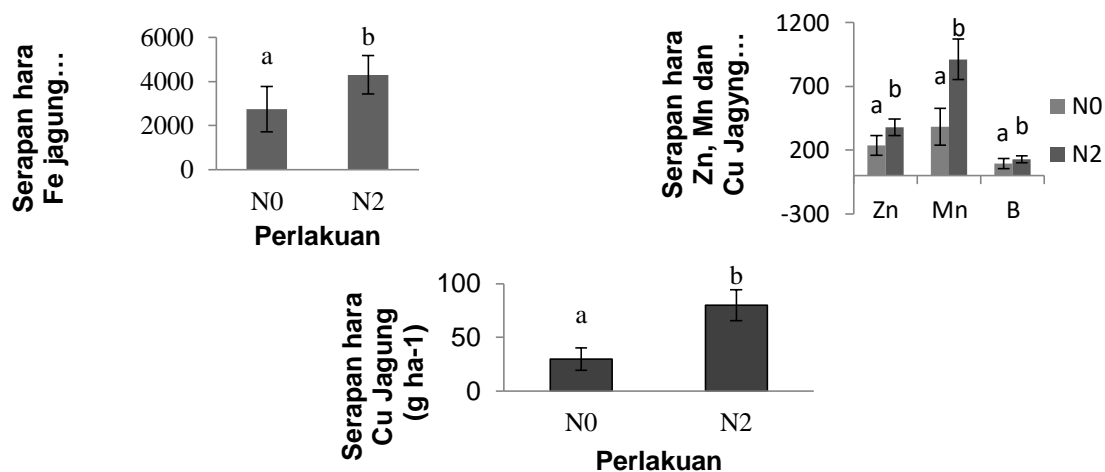 Serapan hara
Fe jagung…
6000
4000
2000
0
a
b
N0
N2
Perlakuan
Serapan hara
Zn, Mn dan
Cu Jagyng…
1200
700
200
-300
a
b
a
b
a
b
Zn
Mn
B
N0
N2
Serapan hara
Cu Jagung
(g ha-1)
100
50
0
a
b
N0
N2
Perlakuan